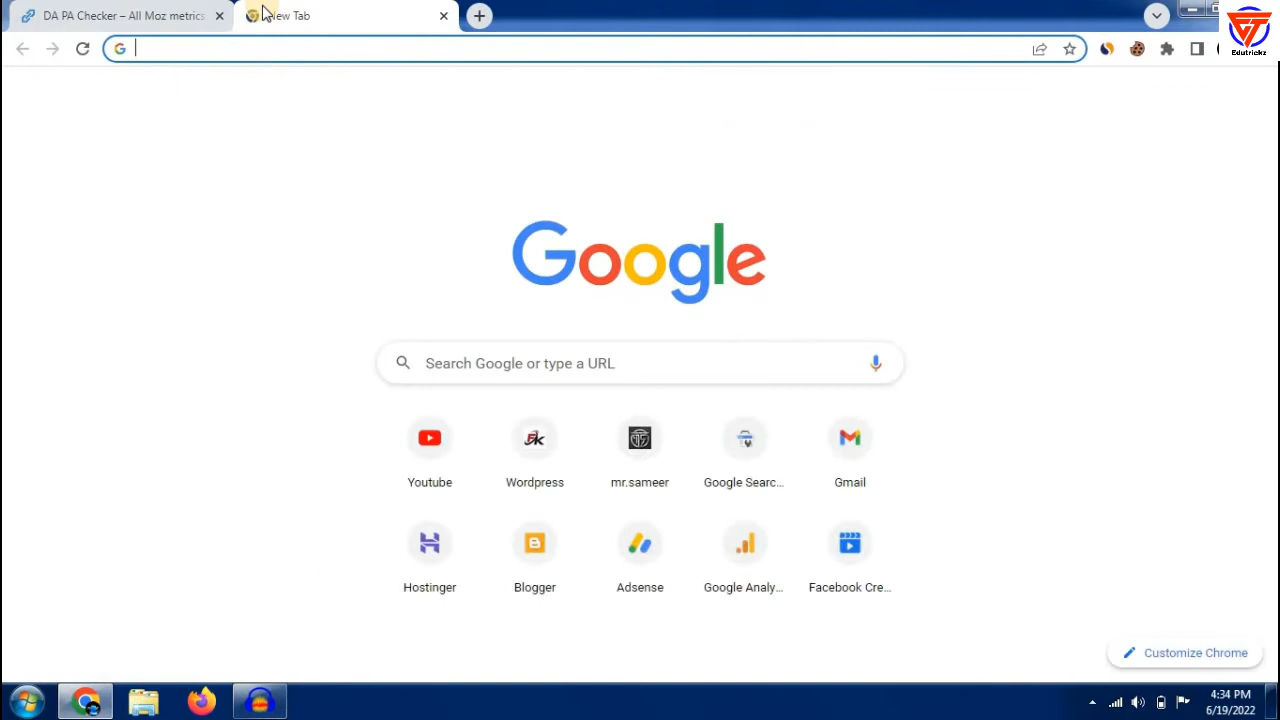 DA PA Checker – All Moz metrics
New Tab
Edutrickz
Google
Search Google or type a URL
Youtube
Wordpress
mr.sameer
Google Searc...
Gmail
Hostinger
Blogger
Adsense
Google Analy...
Facebook Cre...
Customize Chrome
4:34 PM
6/19/2022